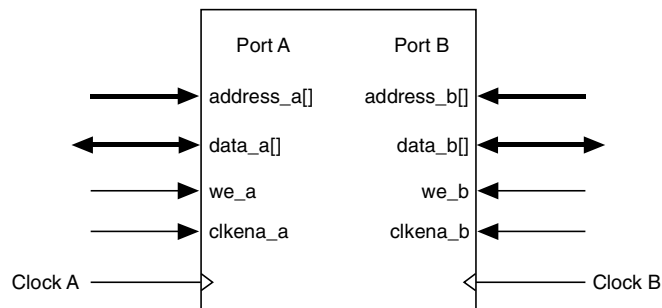 Port A Port B
address_a[] address_b[]
data_a[] data_b[]
we_a we_b
clkena_a clkena_b
Clock A Clock B